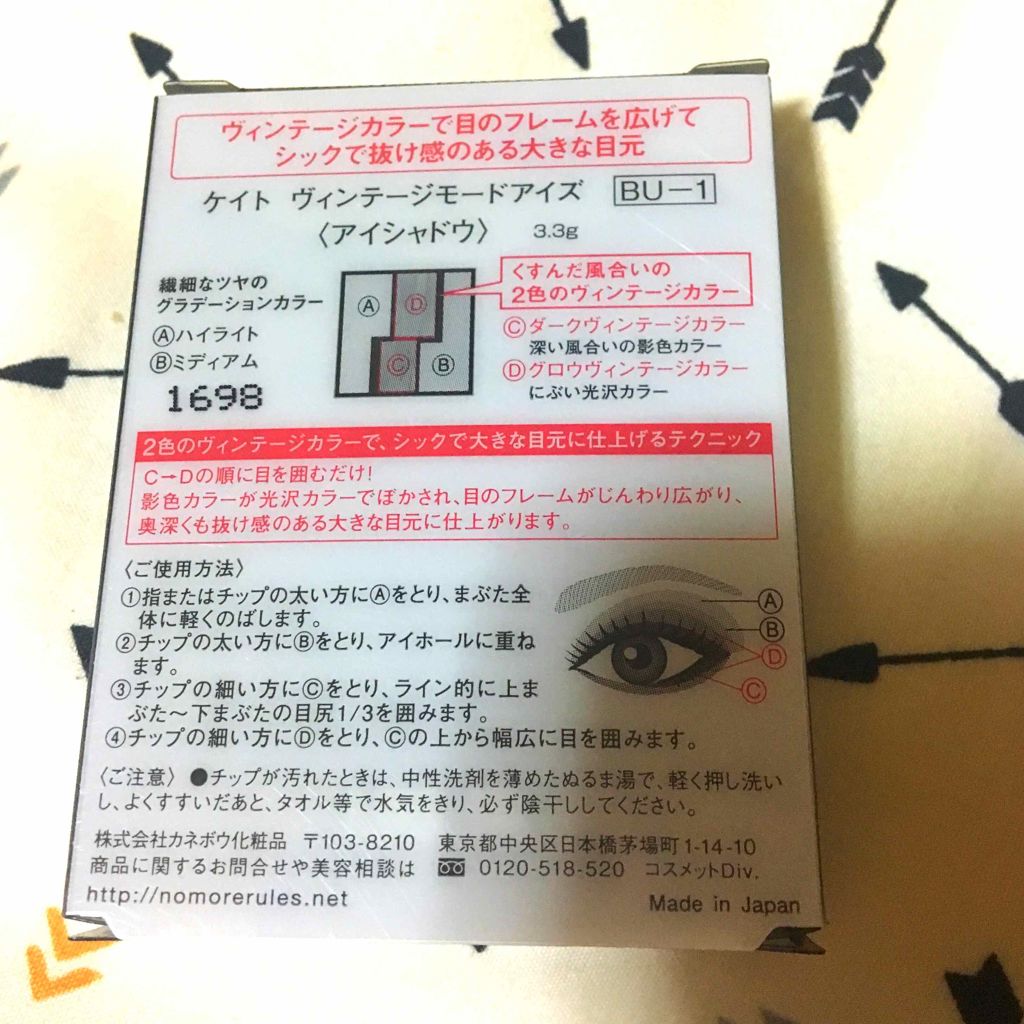 ヴィンテージカラーで目のフレームを広げて
シックで抜け感のある大きな目元
ケイト ヴィンテージモードアイズ BU-1
〈アイシャドウ〉 3.3g
繊細なツヤの
グラデーションカラー
Ⓐハイライト
Ⓑミディアム
1698
A
D
C
B
くすんだ風合いの
2色のヴィンテージカラー
Ⓒダークヴィンテージカラー
深い風合いの影色カラー
Ⓓグロウヴィンテージカラー
にぶい光沢カラー
2色のヴィンテージカラーで、シックで大きな目元に仕上げるテクニック
C→Dの順に目を囲むだけ!
影色カラーが光沢カラーでぼかされ、目のフレームがじんわり広がり、
奥深くも抜け感のある大きな目元に仕上がります。
〈ご使用方法〉
①指またはチップの太い方にⒶをとり、まぶた全
体に軽くのばします。
②チップの太い方にⒷをとり、アイホールに重ね
ます。
③チップの細い方にⒸをとり、ライン的に上ま
ぶた〜下まぶたの目尻1/3を囲みます。
④チップの細い方にⒹをとり、Ⓒの上から幅広に目を囲みます。
A
B
D
C
〈ご注意〉 ●チップが汚れたときは、中性洗剤を薄めたぬるま湯で、軽く押し洗い
し、よくすすいだあと、タオル等で水気をきり、必ず陰干ししてください。
株式会社カネボウ化粧品 〒103-8210 東京都中央区日本橋茅場町1-14-10
商品に関するお問合せや美容相談は 0120-518-520 コスメットDiv.
http://nomorerules.net
Made in Japan